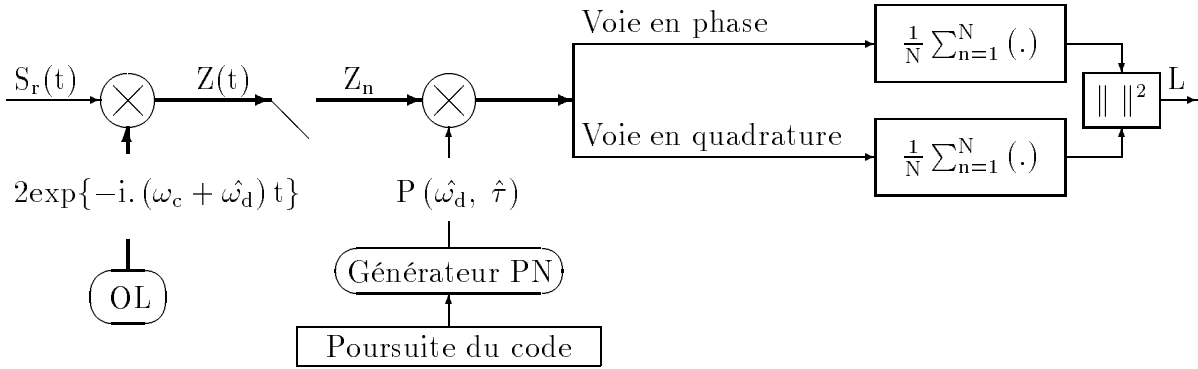 Voie en phase
1/N ∑_{n=1}^{N} (.)
S_r(t)
Z(t)
Z_n
‖ ‖²
L
Voie en quadrature
1/N ∑_{n=1}^{N} (.)
2exp{−i. (ω_c + ω̂_d) t}
P (ω̂_d, τ̂)
Générateur PN
OL
Poursuite du code